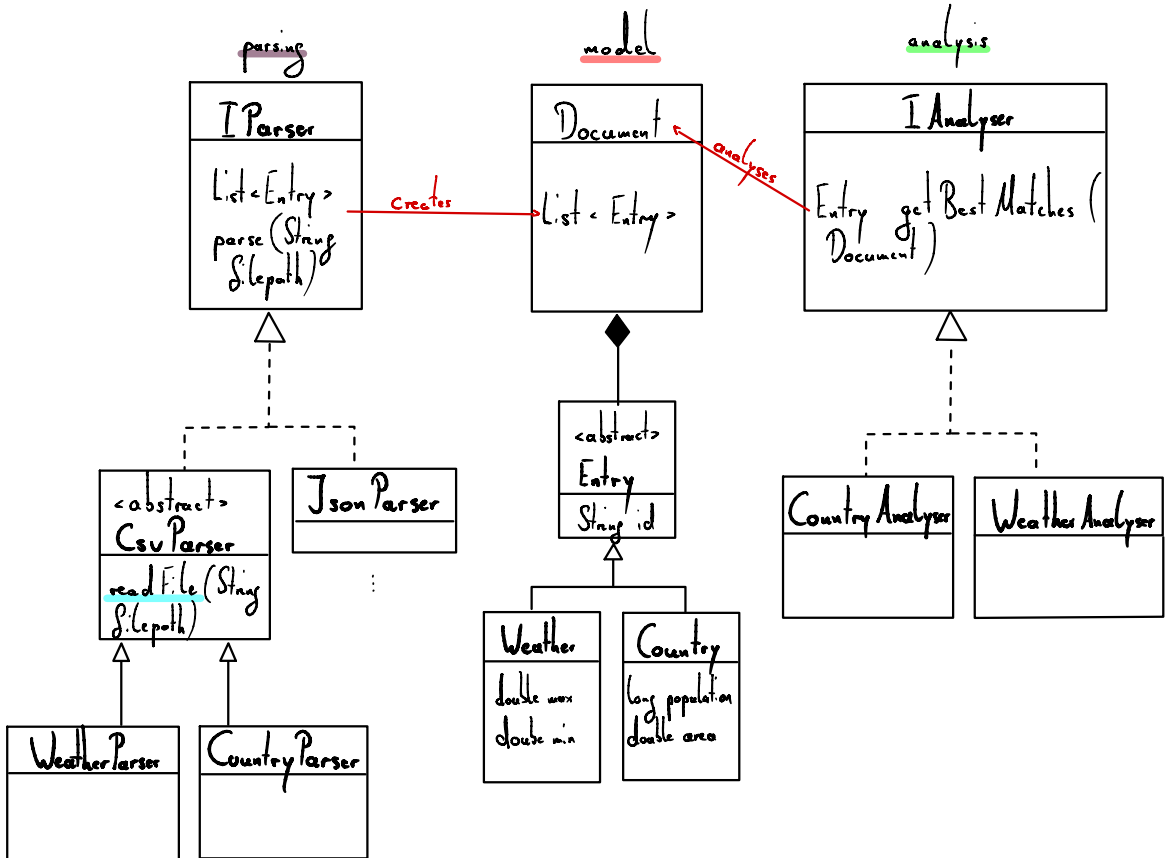 parsing
model
analysis
IParser
List<Entry>
parse(String
filepath)
creates
Document
List<Entry>
analyses
IAnalyser
Entry getBestMatches(
Document)
<abstract>
CsvParser
readFile(String
filepath)
JsonParser
...
<abstract>
Entry
String id
CountryAnalyser
WeatherAnalyser
Weather
double max
doube min
Country
long population
double area
WeatherParser
CountryParser